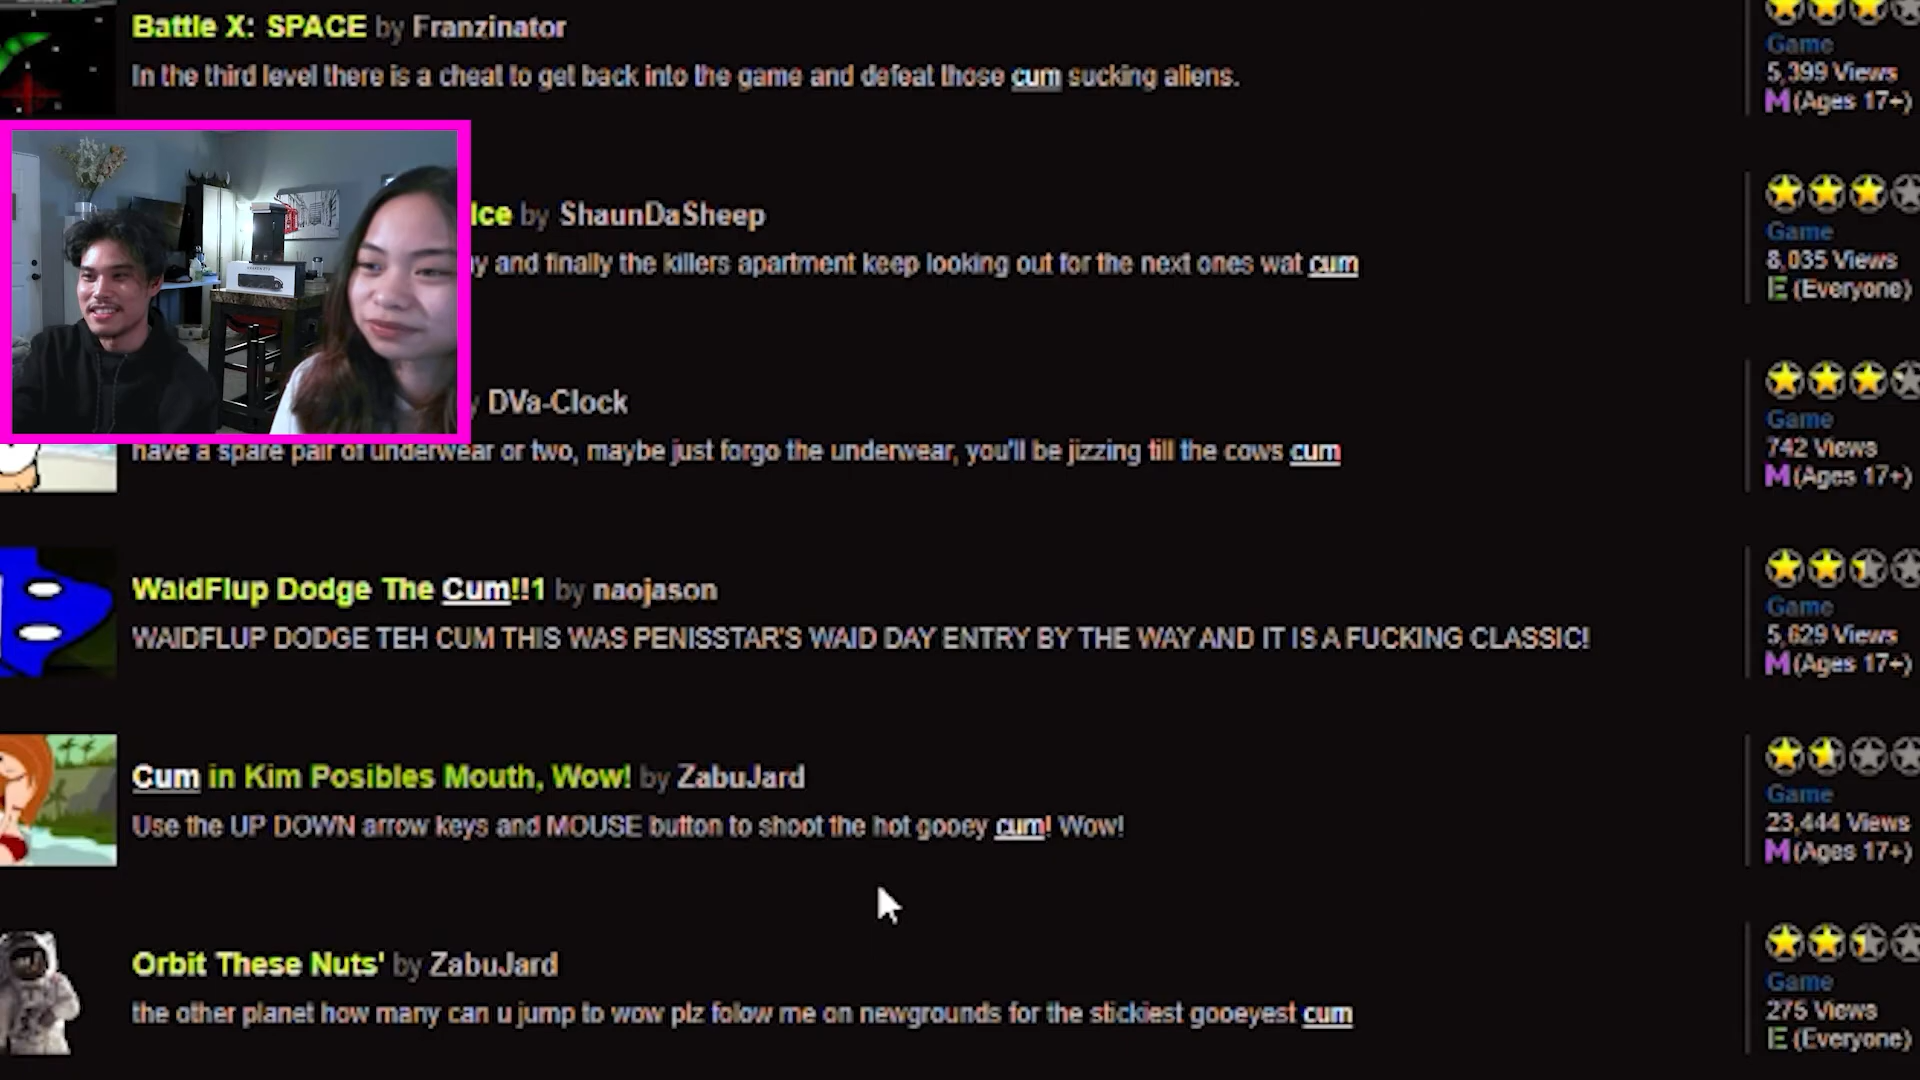 Battle X: SPACE by Franzinator
In the third level there is a cheat to get back into the game and defeat those cum sucking aliens.
Game
5,399 Views
M (Ages 17+)
Ice by ShaunDaSheep
y and finally the killers apartment keep looking out for the next ones wat cum
Game
8,035 Views
E (Everyone)
DVa-Clock
have a spare pair of underwear or two, maybe just forgo the underwear, you'll be jizzing till the cows cum
Game
742 Views
M (Ages 17+)
WaidFlup Dodge The Cum!!1 by naojason
WAIDFLUP DODGE TEH CUM THIS WAS PENISSTAR'S WAID DAY ENTRY BY THE WAY AND IT IS A FUCKING CLASSIC!
Game
5,629 Views
M (Ages 17+)
Cum in Kim Posibles Mouth, Wow! by ZabuJard
Use the UP DOWN arrow keys and MOUSE button to shoot the hot gooey cum! Wow!
Game
23,444 Views
M (Ages 17+)
Orbit These Nuts' by ZabuJard
the other planet how many can u jump to wow plz folow me on newgrounds for the stickiest gooeyest cum
Game
275 Views
E (Everyone)